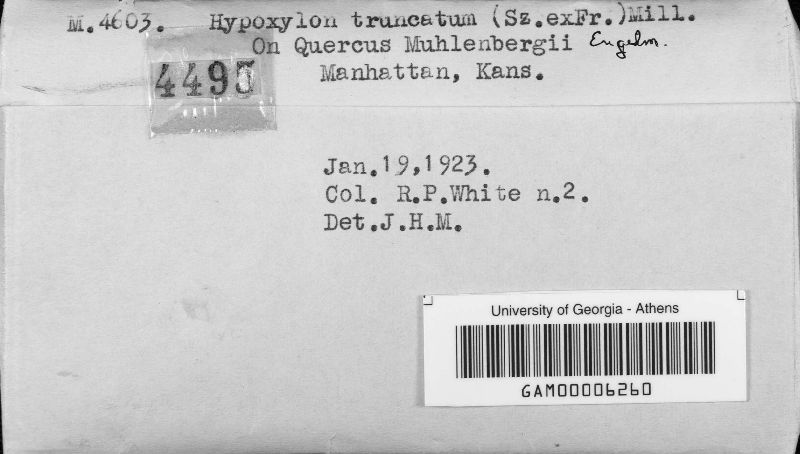 M.4603. Hypoxylon truncatum (Sz.exFr.)Mill.
On Quercus Muhlenbergii Engelm.
4495 Manhattan, Kans.
Jan.19,1923.
Col. R.P.White n.2.
Det.J.H.M.
University of Georgia - Athens
GAM00006260